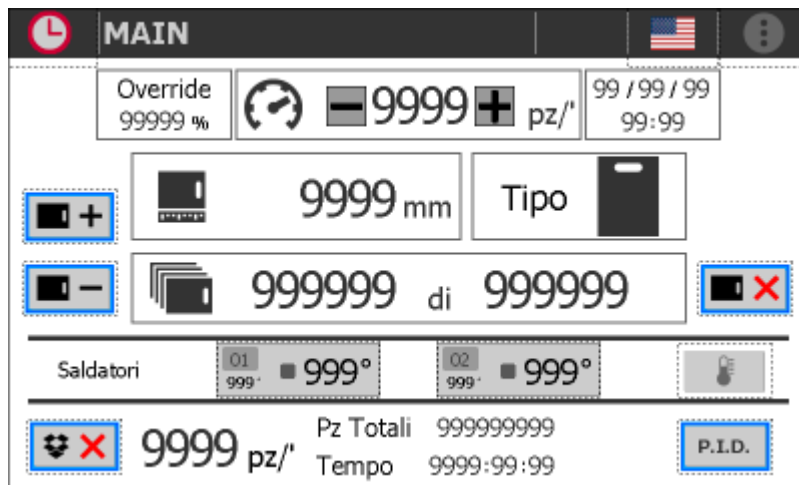 MAIN
Override
99999 %
9999 pz/'
99 / 99 / 99
99:99
9999 mm
Tipo
999999 di 999999
Saldatori
01
999° 999°
02
999° 999°
9999 pz/'
Pz Totali 999999999
Tempo 9999:99:99
P.I.D.